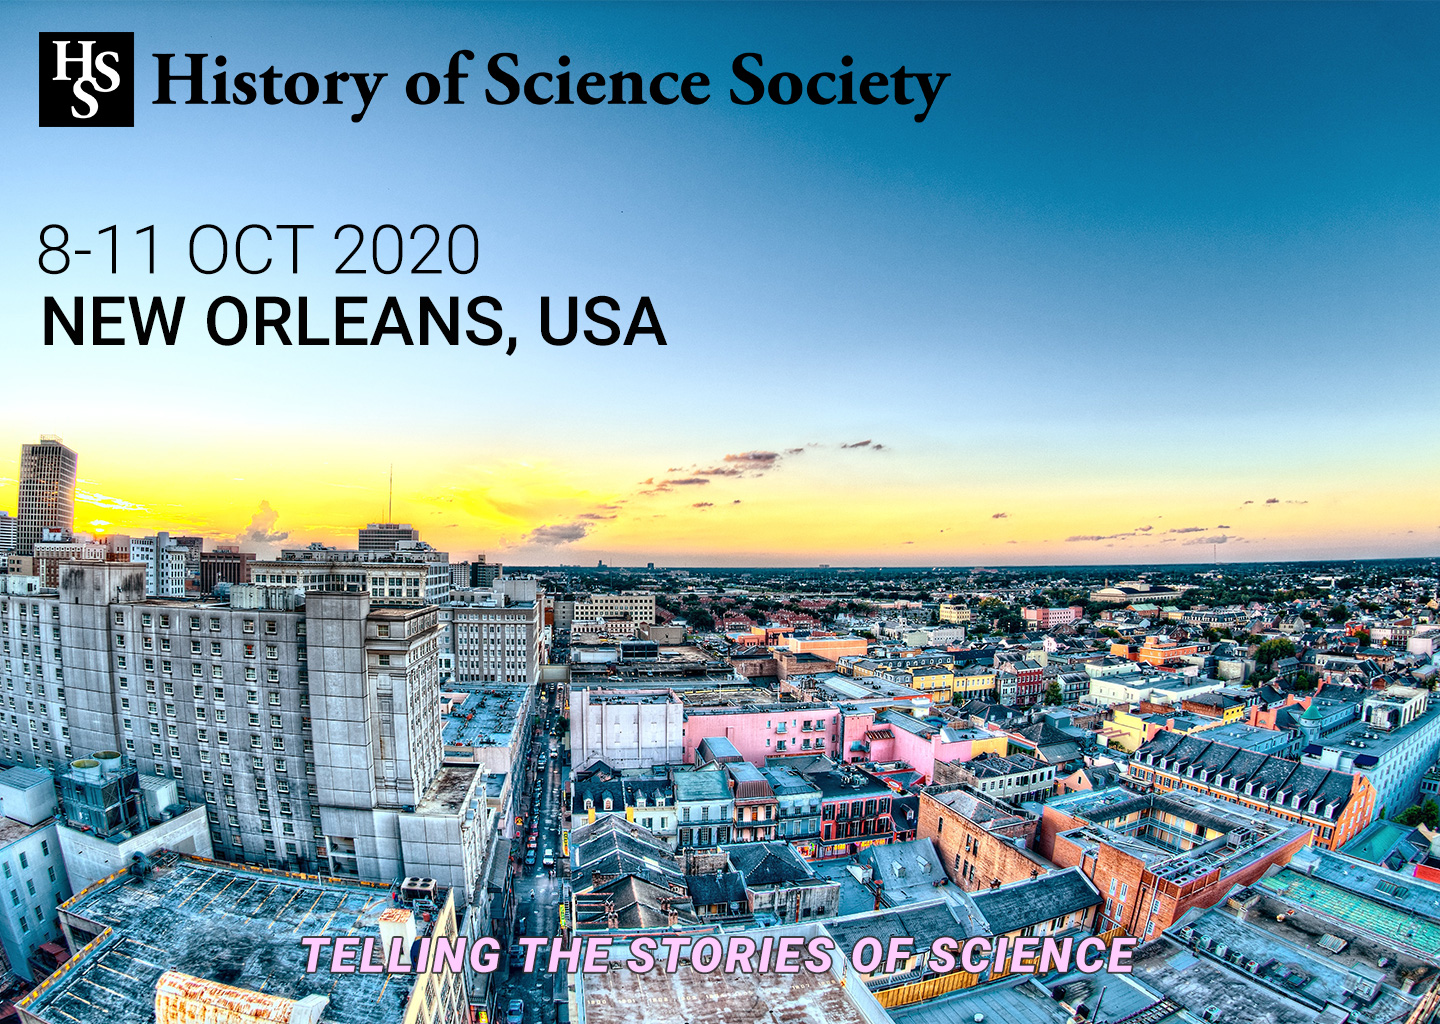 HSS
History of Science Society
8-11 OCT 2020
NEW ORLEANS, USA
TELLING THE STORIES OF SCIENCE